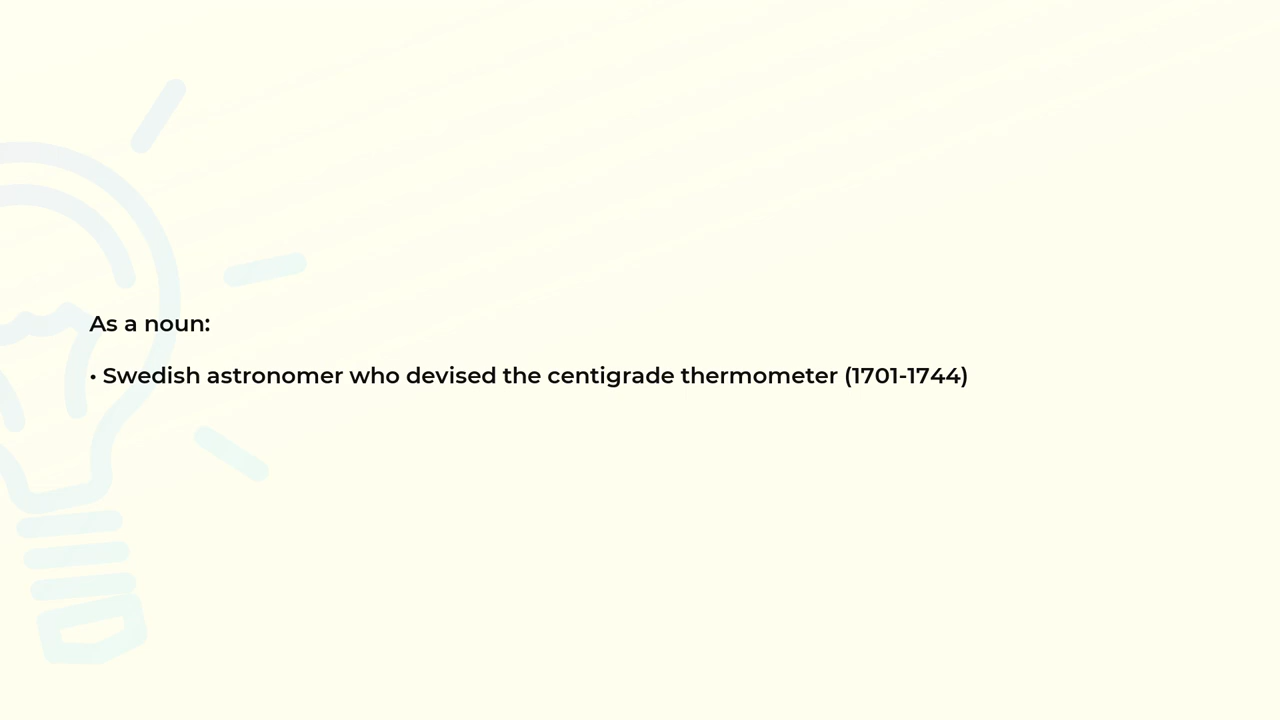 As a noun:
• Swedish astronomer who devised the centigrade thermometer (1701-1744)